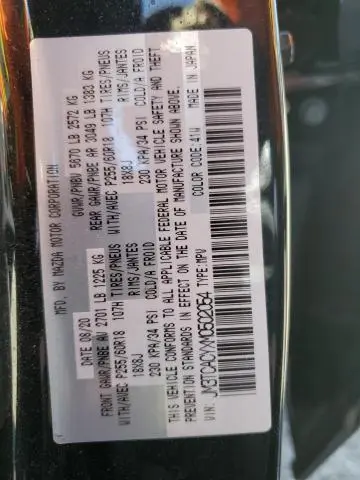 MFD. BY MAZDA MOTOR CORPORATION
DATE 08/20 GVWR/PNBV 5670 LB 2572 KG
FRONT GAWR/PNBE AV 2701 LB 1225 KG REAR GAWR/PNBE AR 3049 LB 1383 KG
WITH/AVEC P255/60R18 107H TIRES/PNEUS WITH/AVEC P255/60R18 107H TIRES/PNEUS
18X8J RIMS/JANTES 18X8J RIMS/JANTES
230 KPA/34 PSI COLD/A FROID 230 KPA/34 PSI COLD/A FROID
THIS VEHICLE CONFORMS TO ALL APPLICABLE FEDERAL MOTOR VEHICLE SAFETY AND
THEFT PREVENTION STANDARDS IN EFFECT ON THE DATE OF MANUFACTURE SHOWN ABOVE.
VIN: TYPE:MPV COLOR CODE:41W MADE IN JAPAN